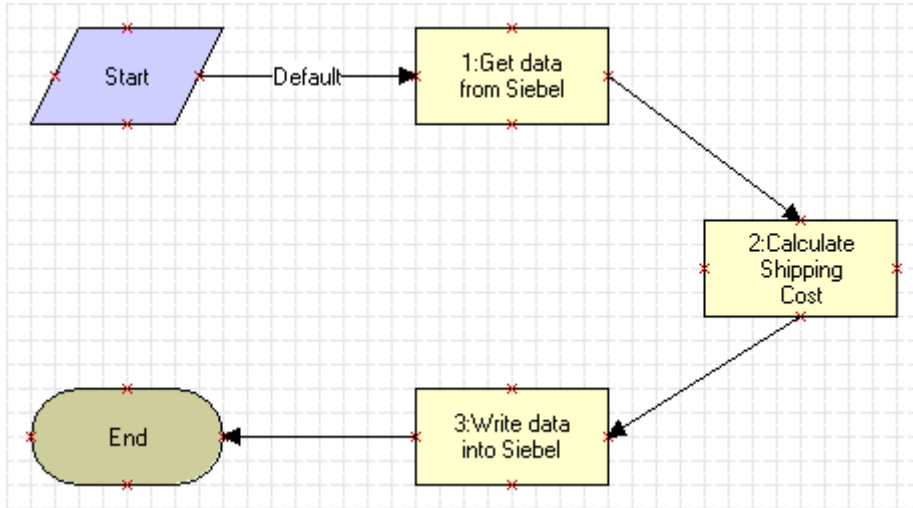 Start
Default
1:Get data
from Siebel
2:Calculate
Shipping
Cost
3:Write data
into Siebel
End